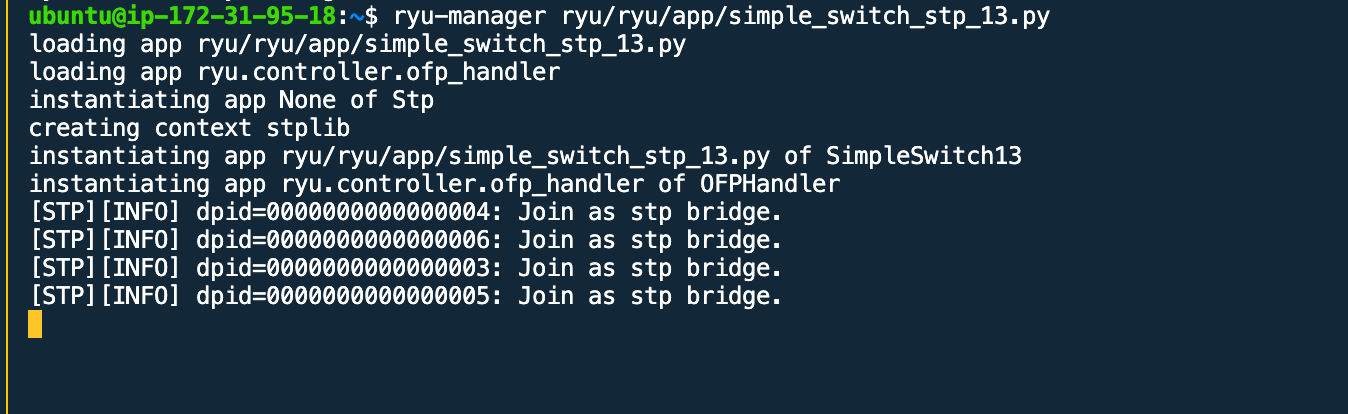 ubuntu@ip-172-31-95-18:~$ ryu-manager ryu/ryu/app/simple_switch_stp_13.py
loading app ryu/ryu/app/simple_switch_stp_13.py
loading app ryu.controller.ofp_handler
instantiating app None of Stp
creating context stplib
instantiating app ryu/ryu/app/simple_switch_stp_13.py of SimpleSwitch13
instantiating app ryu.controller.ofp_handler of OFPHandler
[STP][INFO] dpid=0000000000000004: Join as stp bridge.
[STP][INFO] dpid=0000000000000006: Join as stp bridge.
[STP][INFO] dpid=0000000000000003: Join as stp bridge.
[STP][INFO] dpid=0000000000000005: Join as stp bridge.